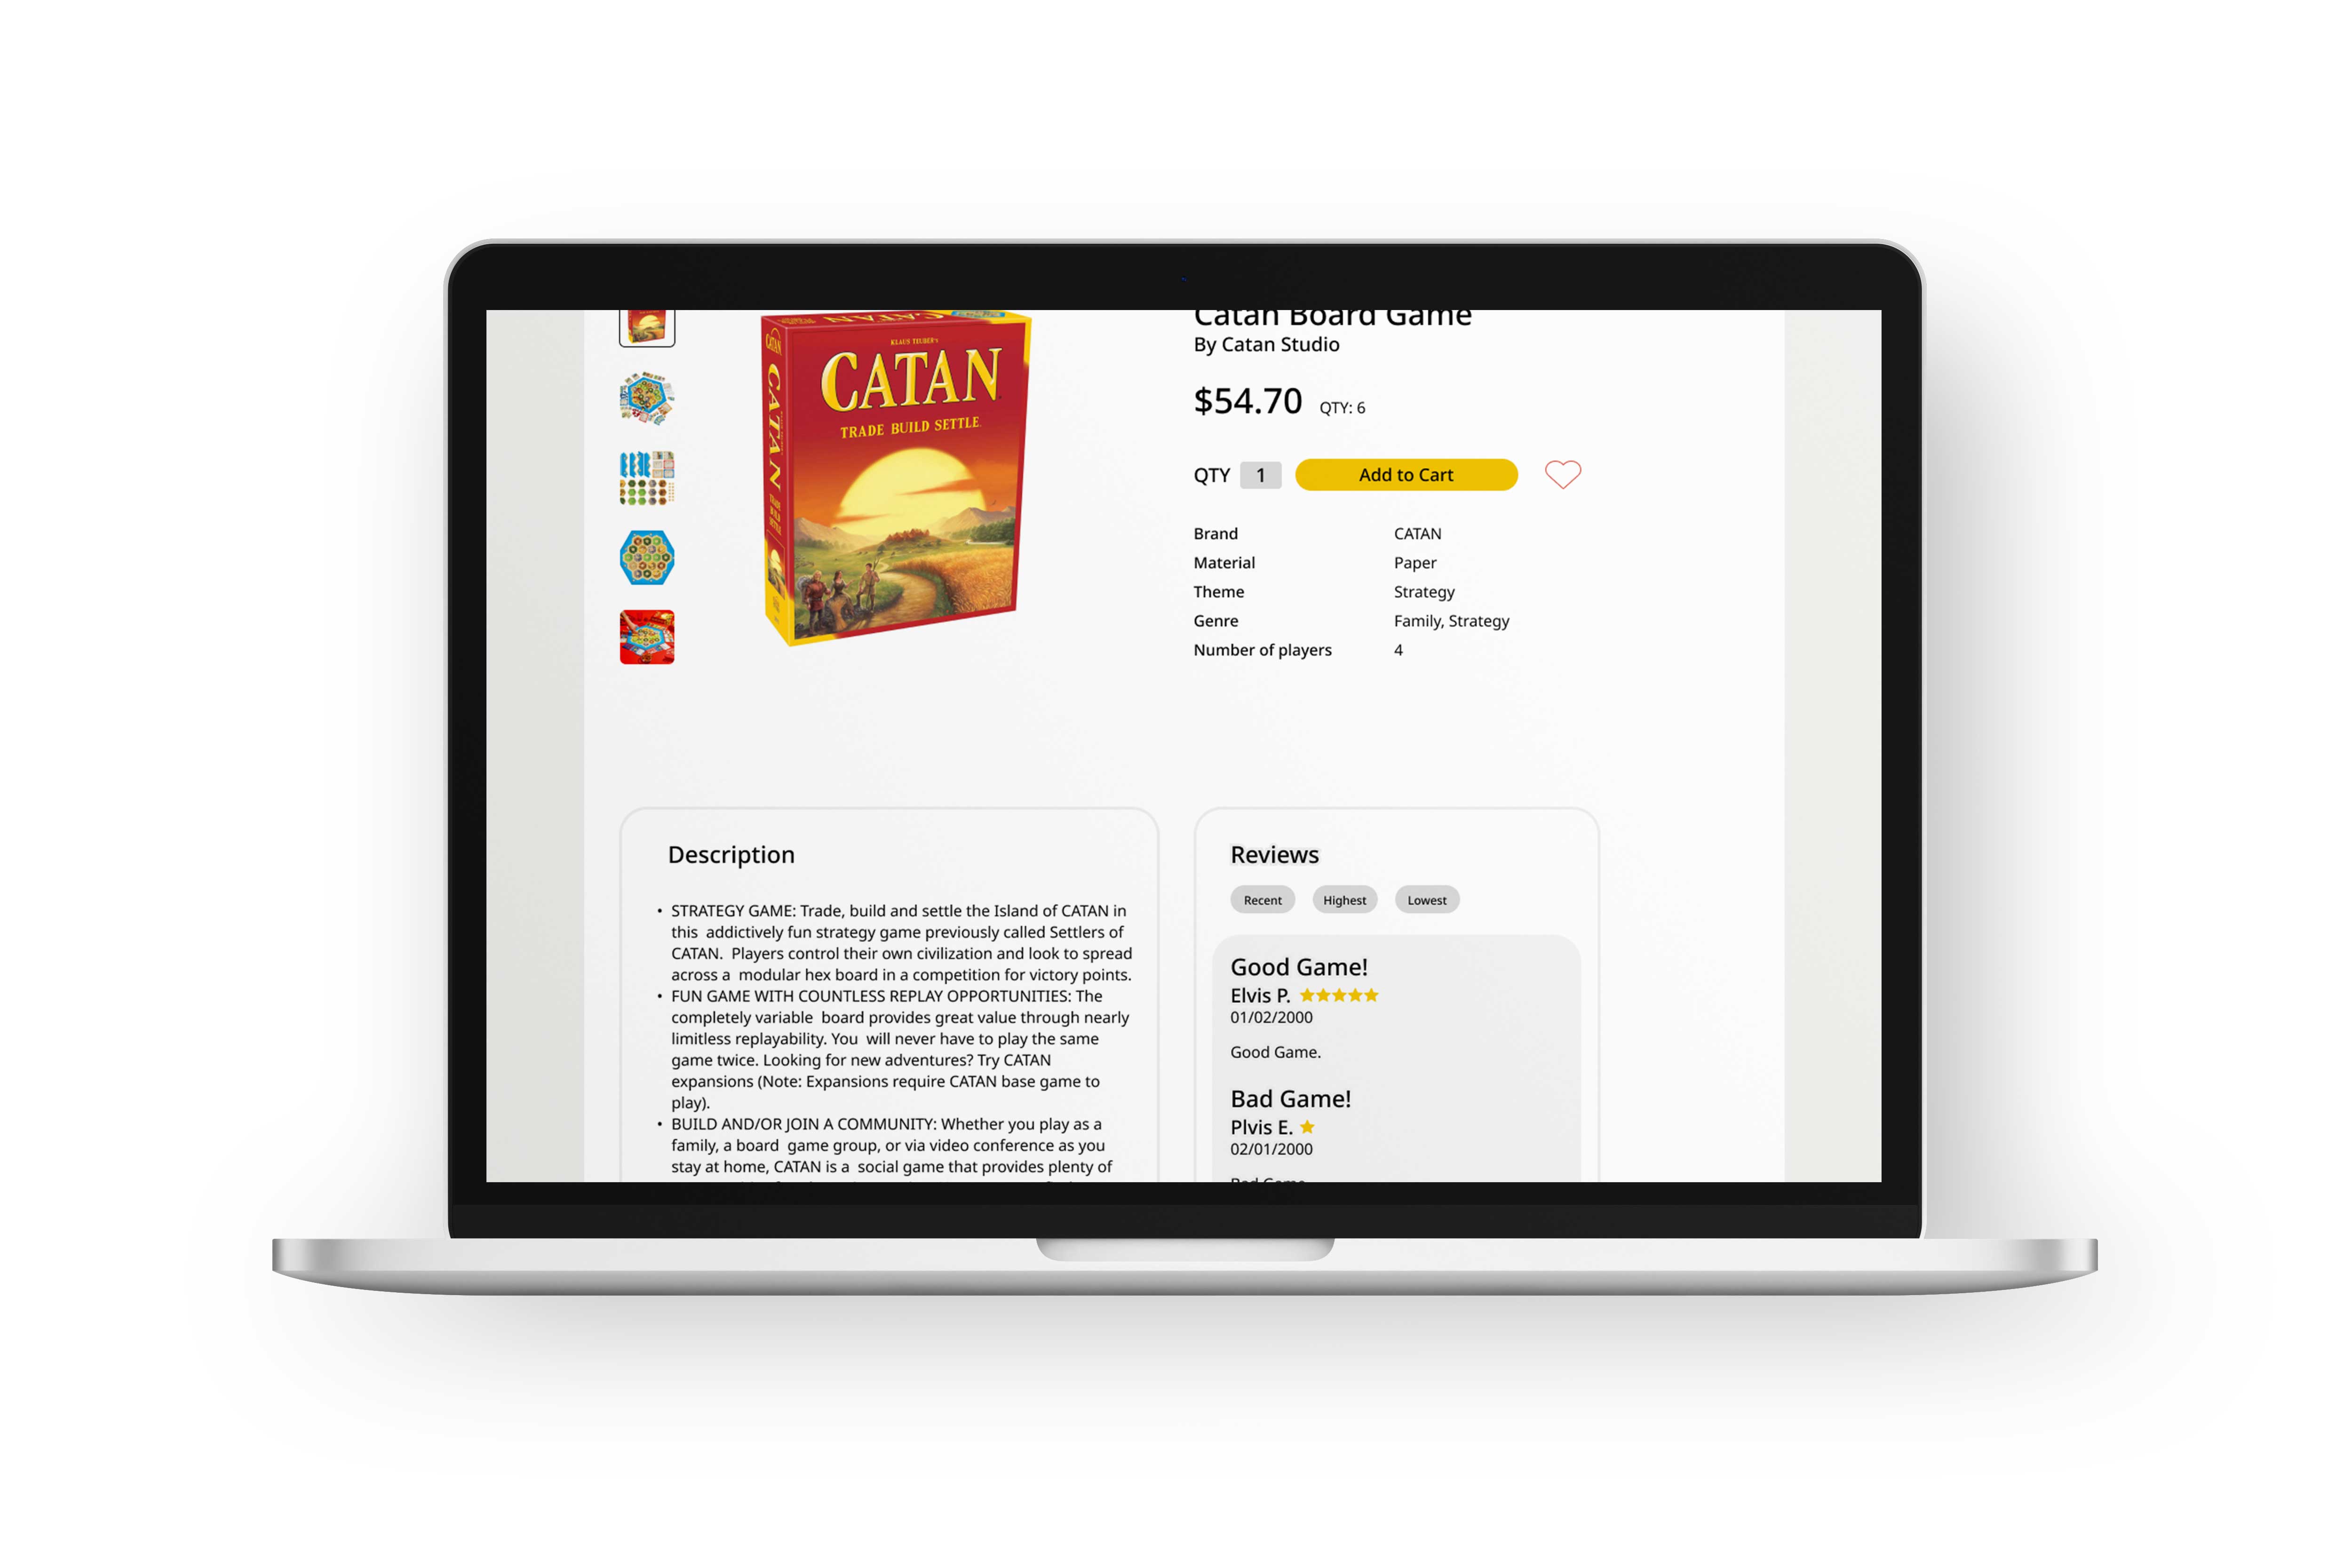 KLAUS TEUBER'S
CATAN
TRADE BUILD SETTLE
CATAN
CATAN
CATAN
TRADE
BUILD
SETTLE
Catan Board Game
By Catan Studio
$54.70 QTY: 6
QTY 1 Add to Cart
Brand CATAN
Material Paper
Theme Strategy
Genre Family, Strategy
Number of players 4
Description
• STRATEGY GAME: Trade, build and settle the Island of CATAN in
this addictively fun strategy game previously called Settlers of
CATAN. Players control their own civilization and look to spread
across a modular hex board in a competition for victory points.
• FUN GAME WITH COUNTLESS REPLAY OPPORTUNITIES: The
completely variable board provides great value through nearly
limitless replayability. You will never have to play the same
game twice. Looking for new adventures? Try CATAN
expansions (Note: Expansions require CATAN base game to
play).
• BUILD AND/OR JOIN A COMMUNITY: Whether you play as a
family, a board game group, or via video conference as you
stay at home, CATAN is a social game that provides plenty of
Reviews
Recent Highest Lowest
Good Game!
Elvis P.
01/02/2000
Good Game.
Bad Game!
Plvis E.
02/01/2000
Bad Game